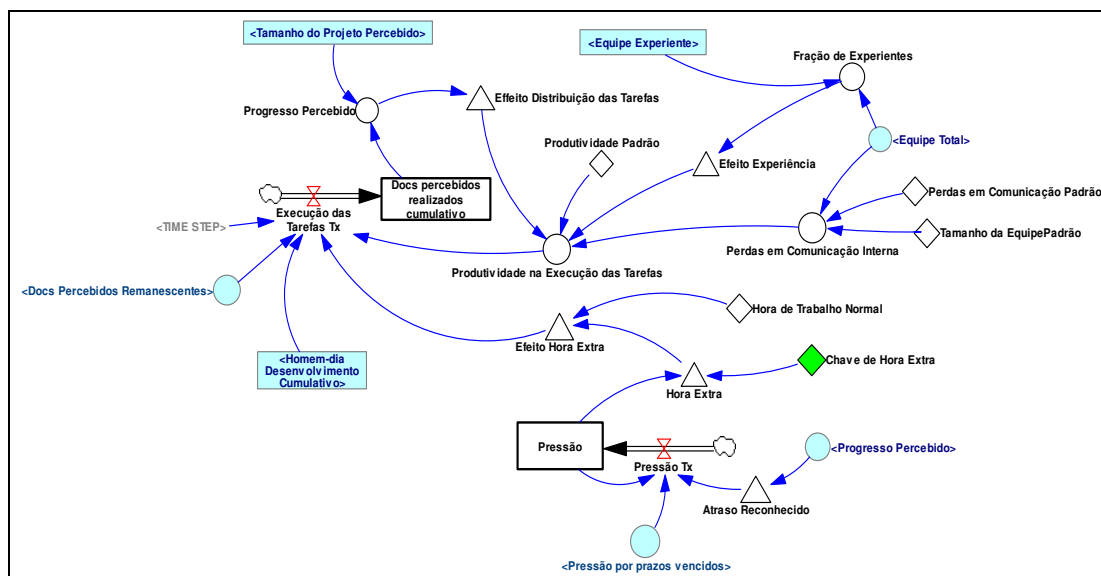 <Tamanho do Projeto Percebido>
<Equipe Experiente>
Fração de Experientes
Progresso Percebido
Effeito Distribuição das Tarefas
Produtividade Padrão
<Equipe Total>
Efeito Experiência
Docs percebidos
realizados
cumulativo
Perdas em Comunicação Padrão
Execução das
Tarefas Tx
<TIME STEP>
Tamanho da EquipePadrão
Perdas em Comunicação Interna
Produtividade na Execução das Tarefas
<Docs Percebidos Remanescentes>
Hora de Trabalho Normal
Efeito Hora Extra
<Homem-dia
Desenvolvimento
Cumulativo>
Chave de Hora Extra
Hora Extra
Pressão
Pressão Tx
<Progresso Percebido>
Atraso Reconhecido
<Pressão por prazos vencidos>